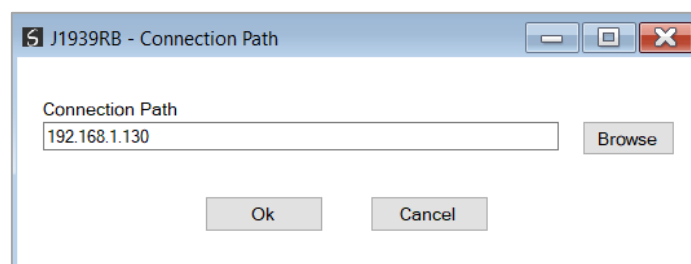 J1939RB - Connection Path
Connection Path
192.168.1.130
Browse
Ok
Cancel